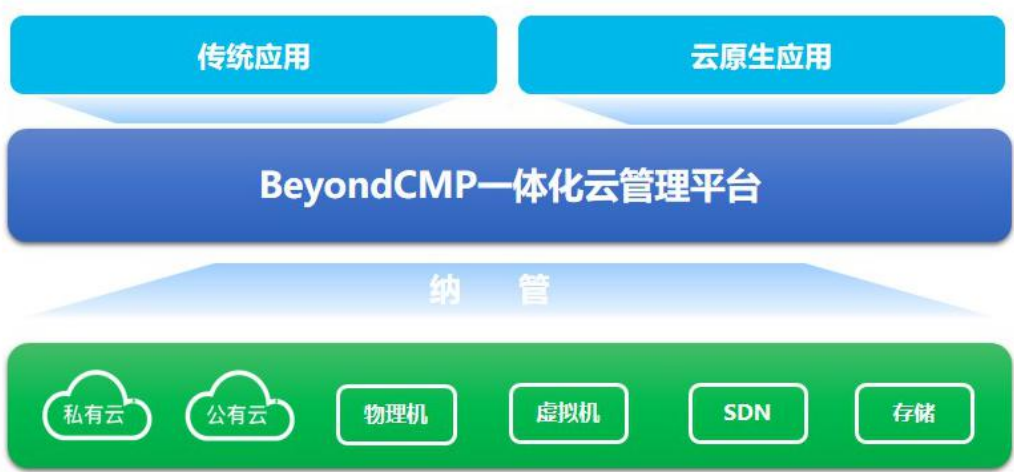 传统应用 云原生应用
BeyondCMP一体化云管理平台
纳 管
私有云 公有云 物理机 虚拟机 SDN 存储